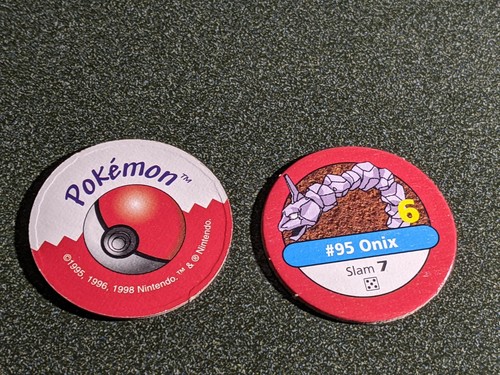 Pokémon™
©1995, 1996, 1998 Nintendo.™ & ® Nintendo.
6
#95 Onix
Slam 7